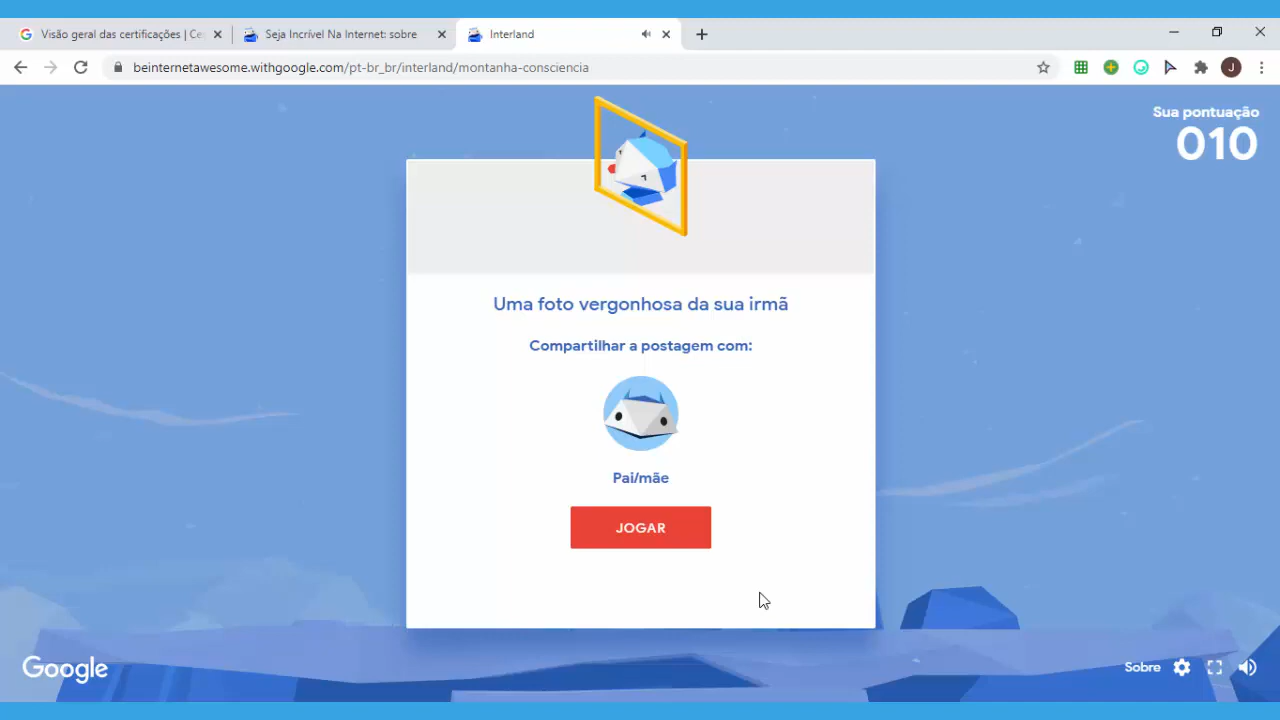 Visão geral das certificações | Ce
Seja Incrível Na Internet: sobre
Interland
beinternetawesome.withgoogle.com/pt-br_br/interland/montanha-consciencia
J
Sua pontuação
010
Uma foto vergonhosa da sua irmã
Compartilhar a postagem com:
Pai/mãe
JOGAR
Google
Sobre